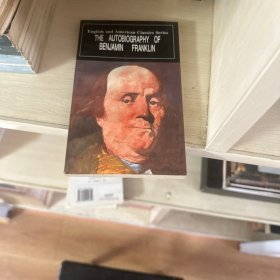 English and American Classics Series
THE AUTOBIOGRAPHY OF
BENJAMIN FRANKLIN